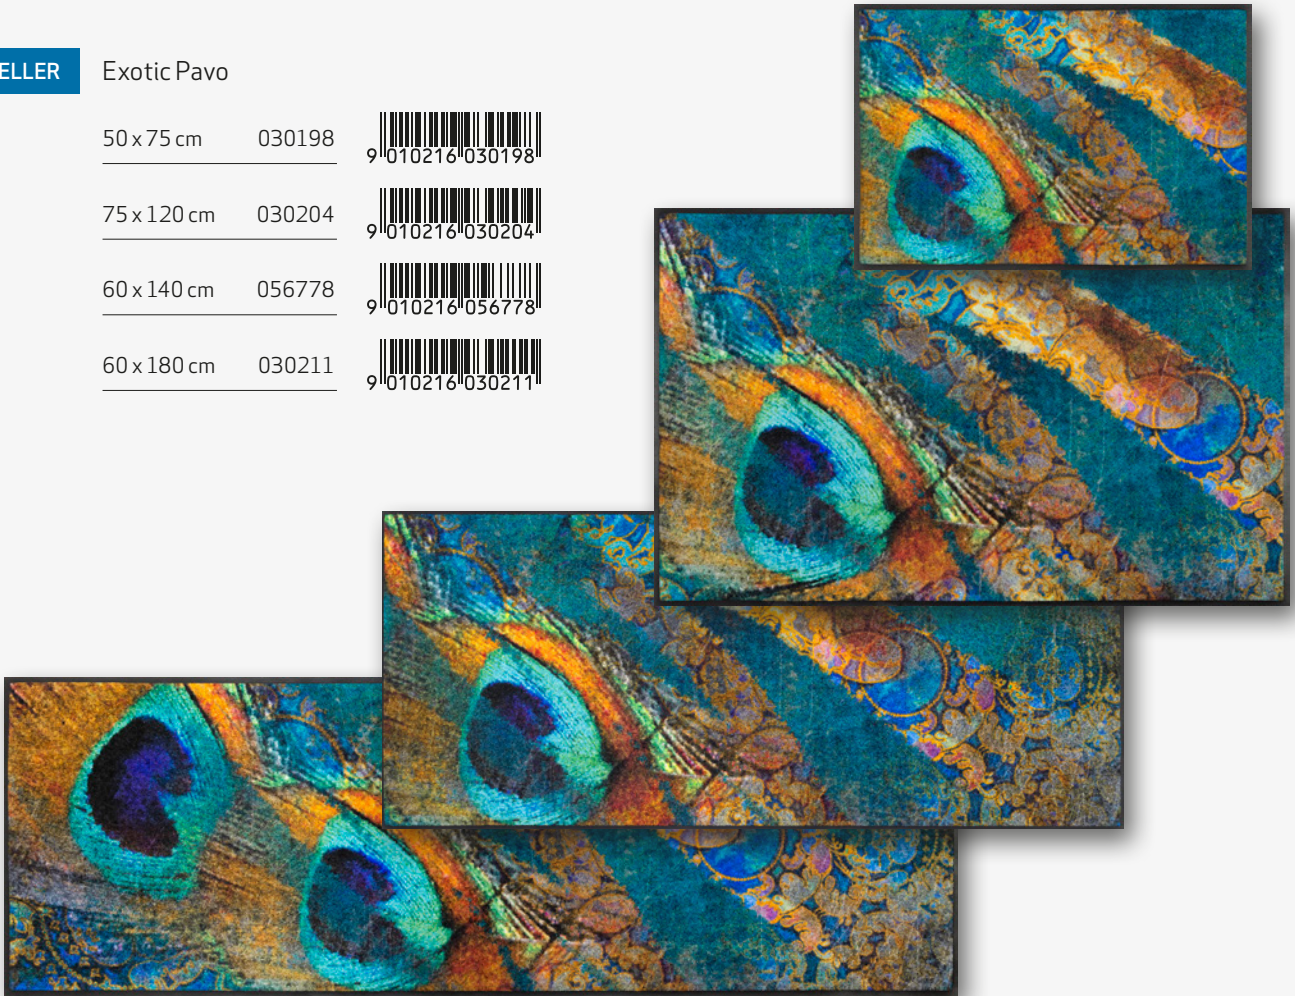 ELLER
Exotic Pavo
50 x 75 cm 030198
9 010216 030198
75 x 120 cm 030204
9 010216 030204
60 x 140 cm 056778
9 010216 056778
60 x 180 cm 030211
9 010216 030211